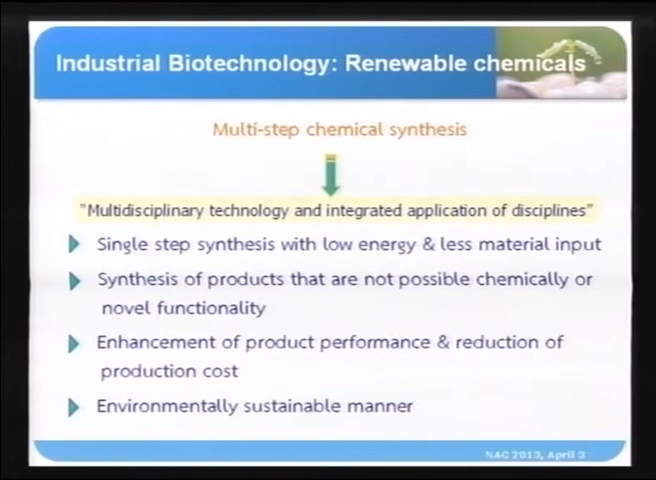 Industrial Biotechnology: Renewable chemicals
Multi-step chemical synthesis
"Multidisciplinary technology and integrated application of disciplines"
Single step synthesis with low energy & less material input
Synthesis of products that are not possible chemically or
novel functionality
Enhancement of product performance & reduction of
production cost
Environmentally sustainable manner
NAC 2013, April 3